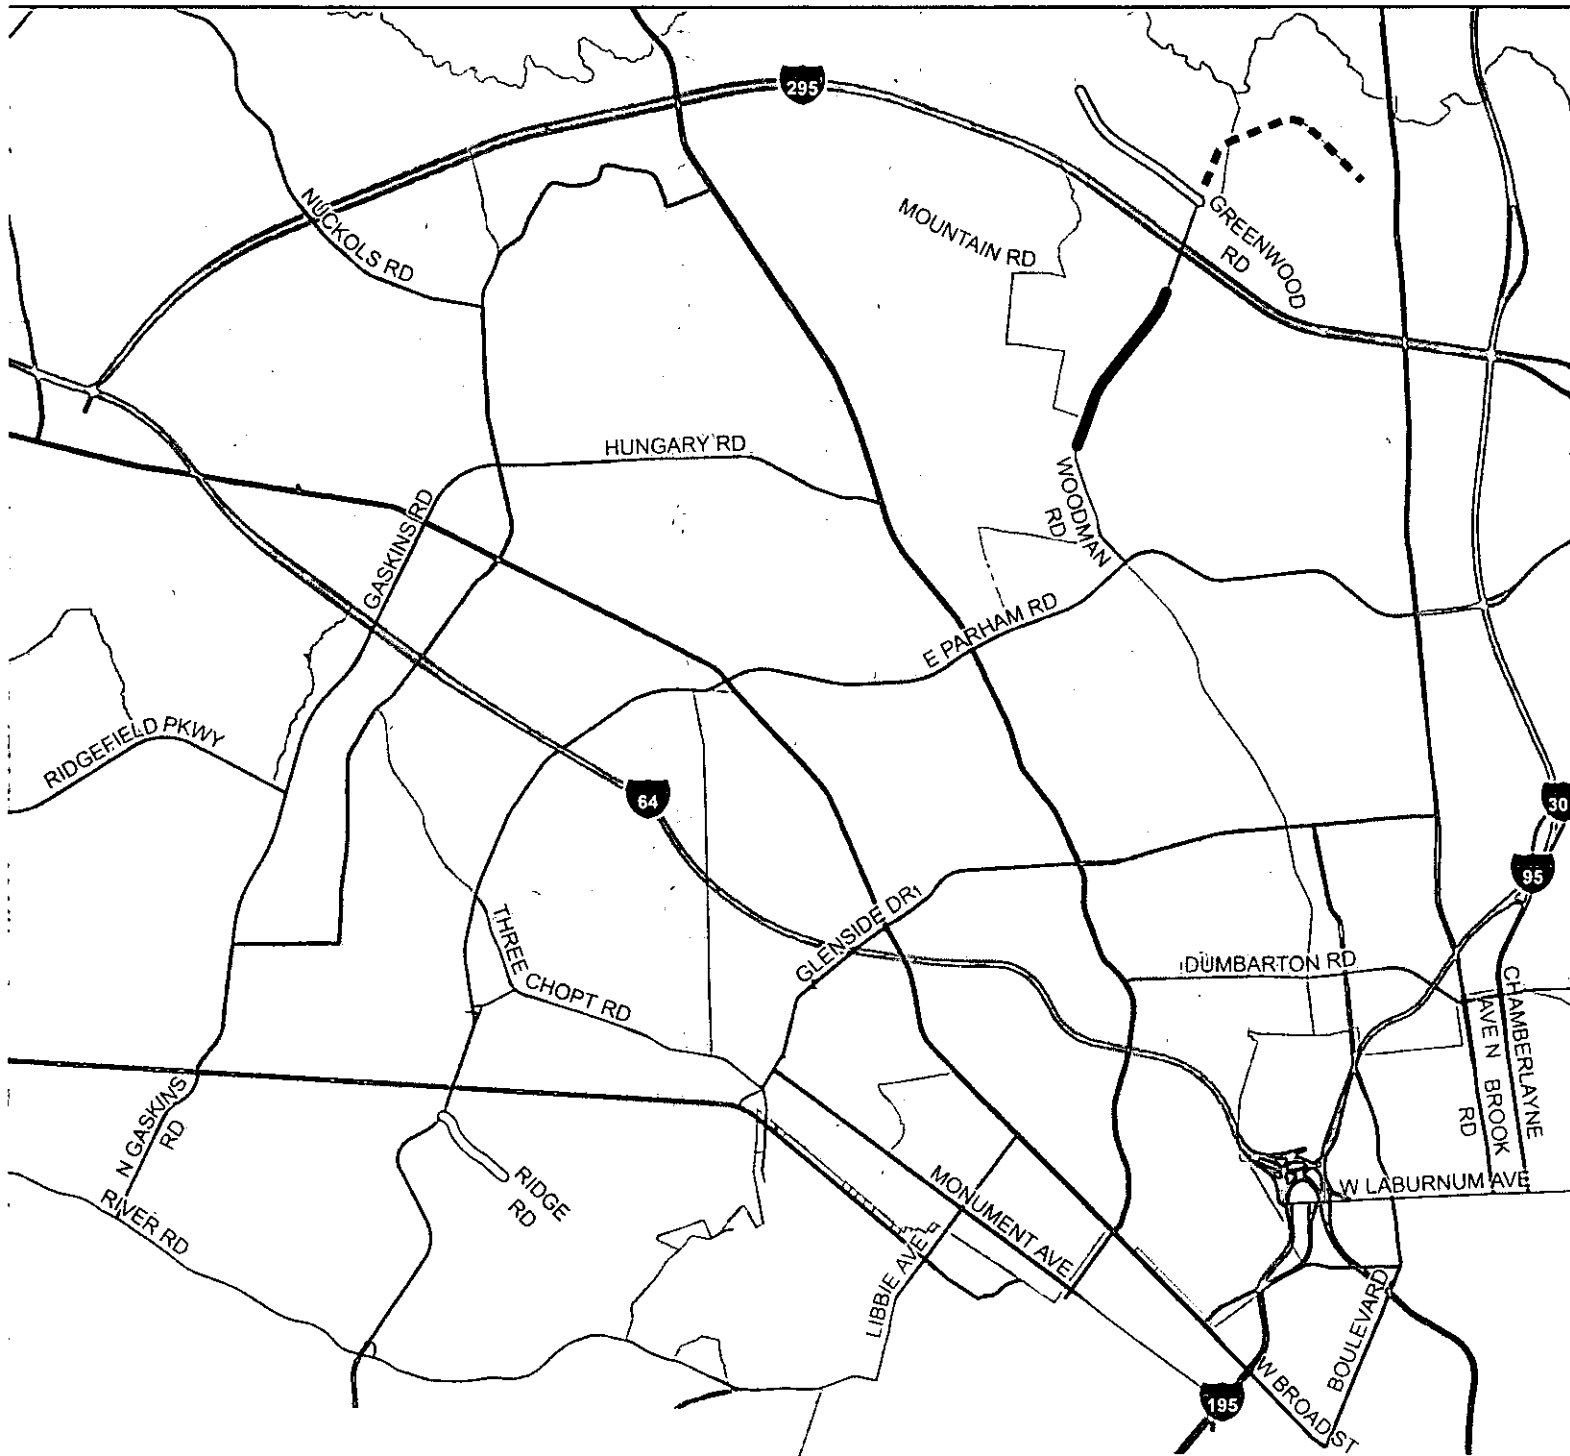 295
NUCKOLS RD
MOUNTAIN RD
GREENWOOD
RD
HUNGARY RD
GASKINS RD
WOODMAN
RD
E PARHAM RD
RIDGEFIELD PKWY
64
30
95
GLENSIDE DR
THREE CHOPT RD
DUMBARTON RD
CHAMBERLAYNE
AVE N BROOK
RD
N GASKINS
RD
RIDGE
RD
RIVER RD
MONUMENT AVE
LIBBIE AVE
W LABURNUM AVE
BOULEVARD
W BROAD ST
195